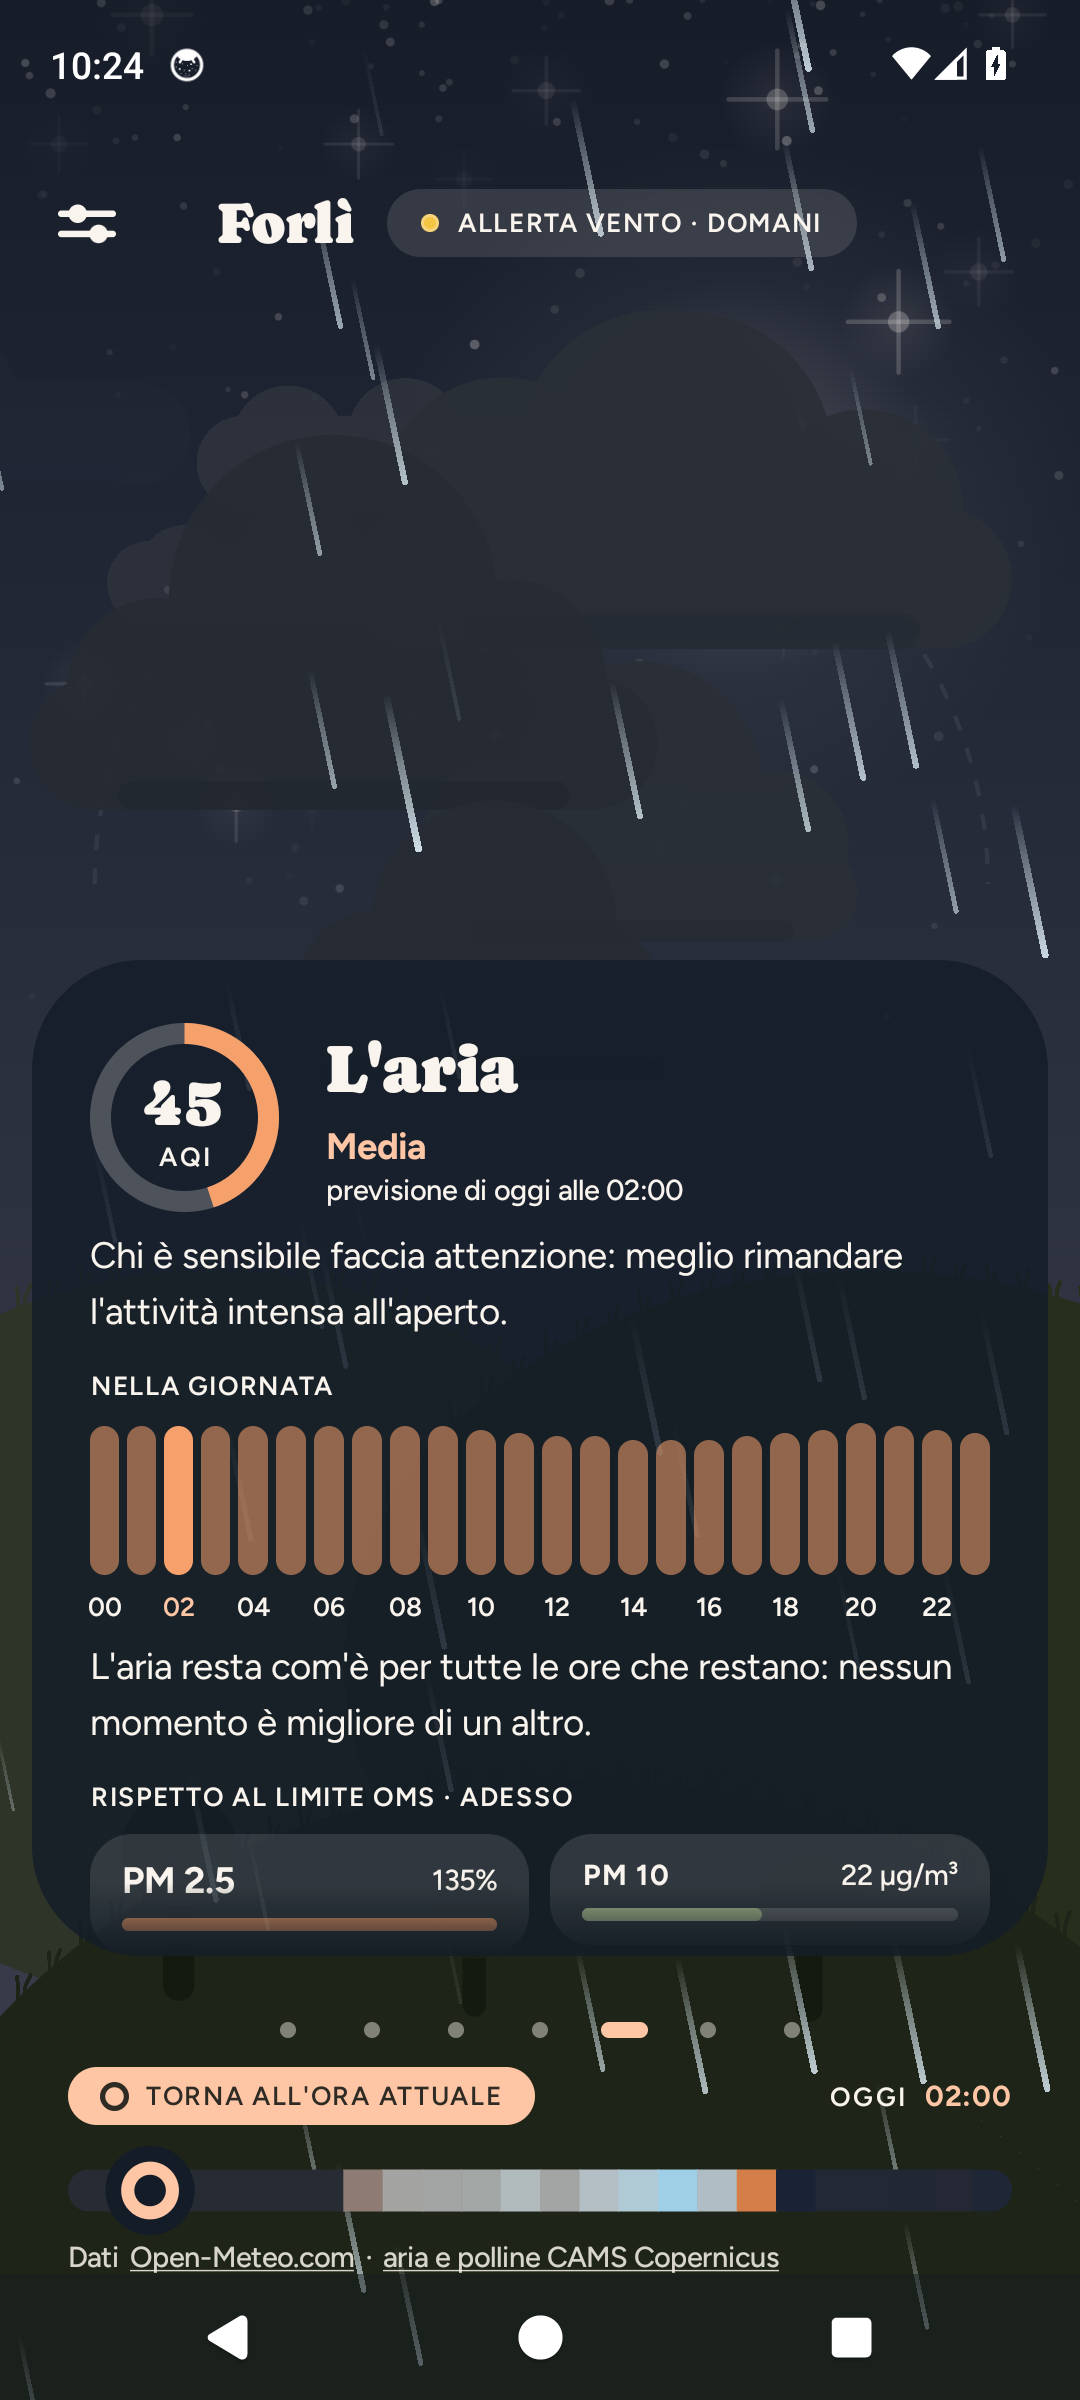 10:24
Forlì
ALLERTA VENTO · DOMANI
45
AQI
L'aria
Media
previsione di oggi alle 02:00
Chi è sensibile faccia attenzione: meglio rimandare
l'attività intensa all'aperto.
NELLA GIORNATA
00 02 04 06 08 10 12 14 16 18 20 22
L'aria resta com'è per tutte le ore che restano: nessun
momento è migliore di un altro.
RISPETTO AL LIMITE OMS · ADESSO
PM 2.5 135%
PM 10 22 µg/m³
TORNA ALL'ORA ATTUALE
OGGI 02:00
Dati Open-Meteo.com · aria e polline CAMS Copernicus